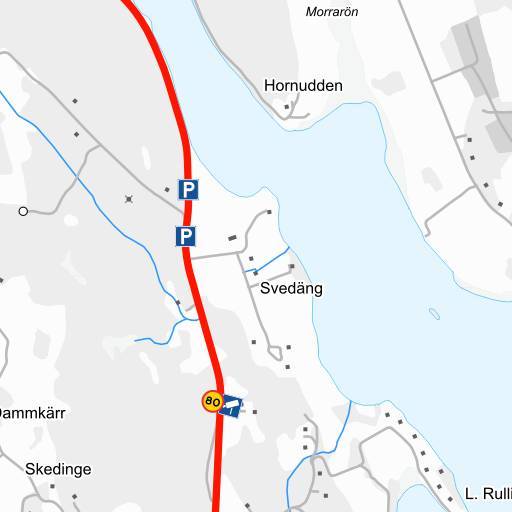 Morrarön
Hornudden
P
P
Svedäng
80
Dammkärr
Skedinge
L. Rulli